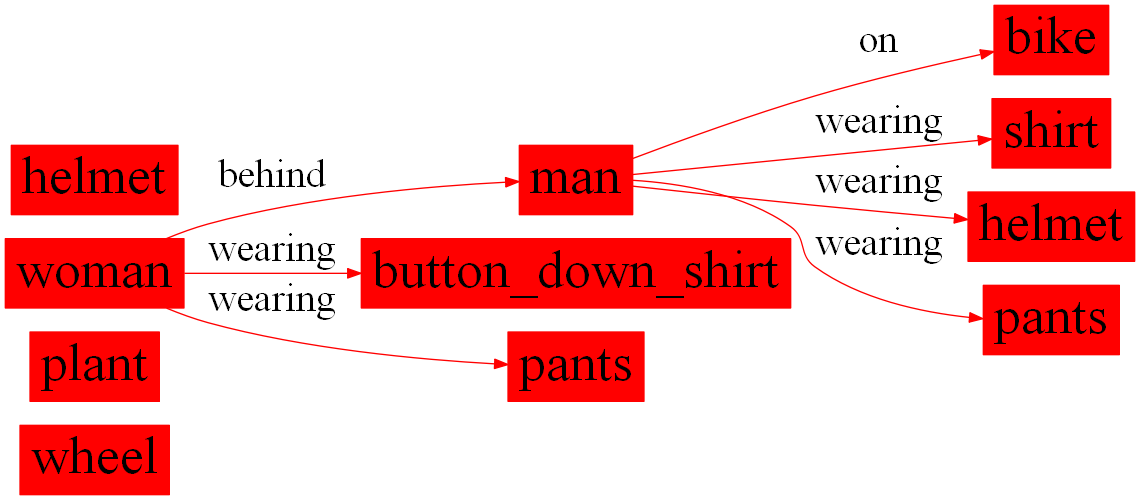 bike
on
shirt
wearing
helmet
behind
man
wearing
helmet
woman
wearing
button_down_shirt
wearing
pants
wearing
plant
pants
wheel